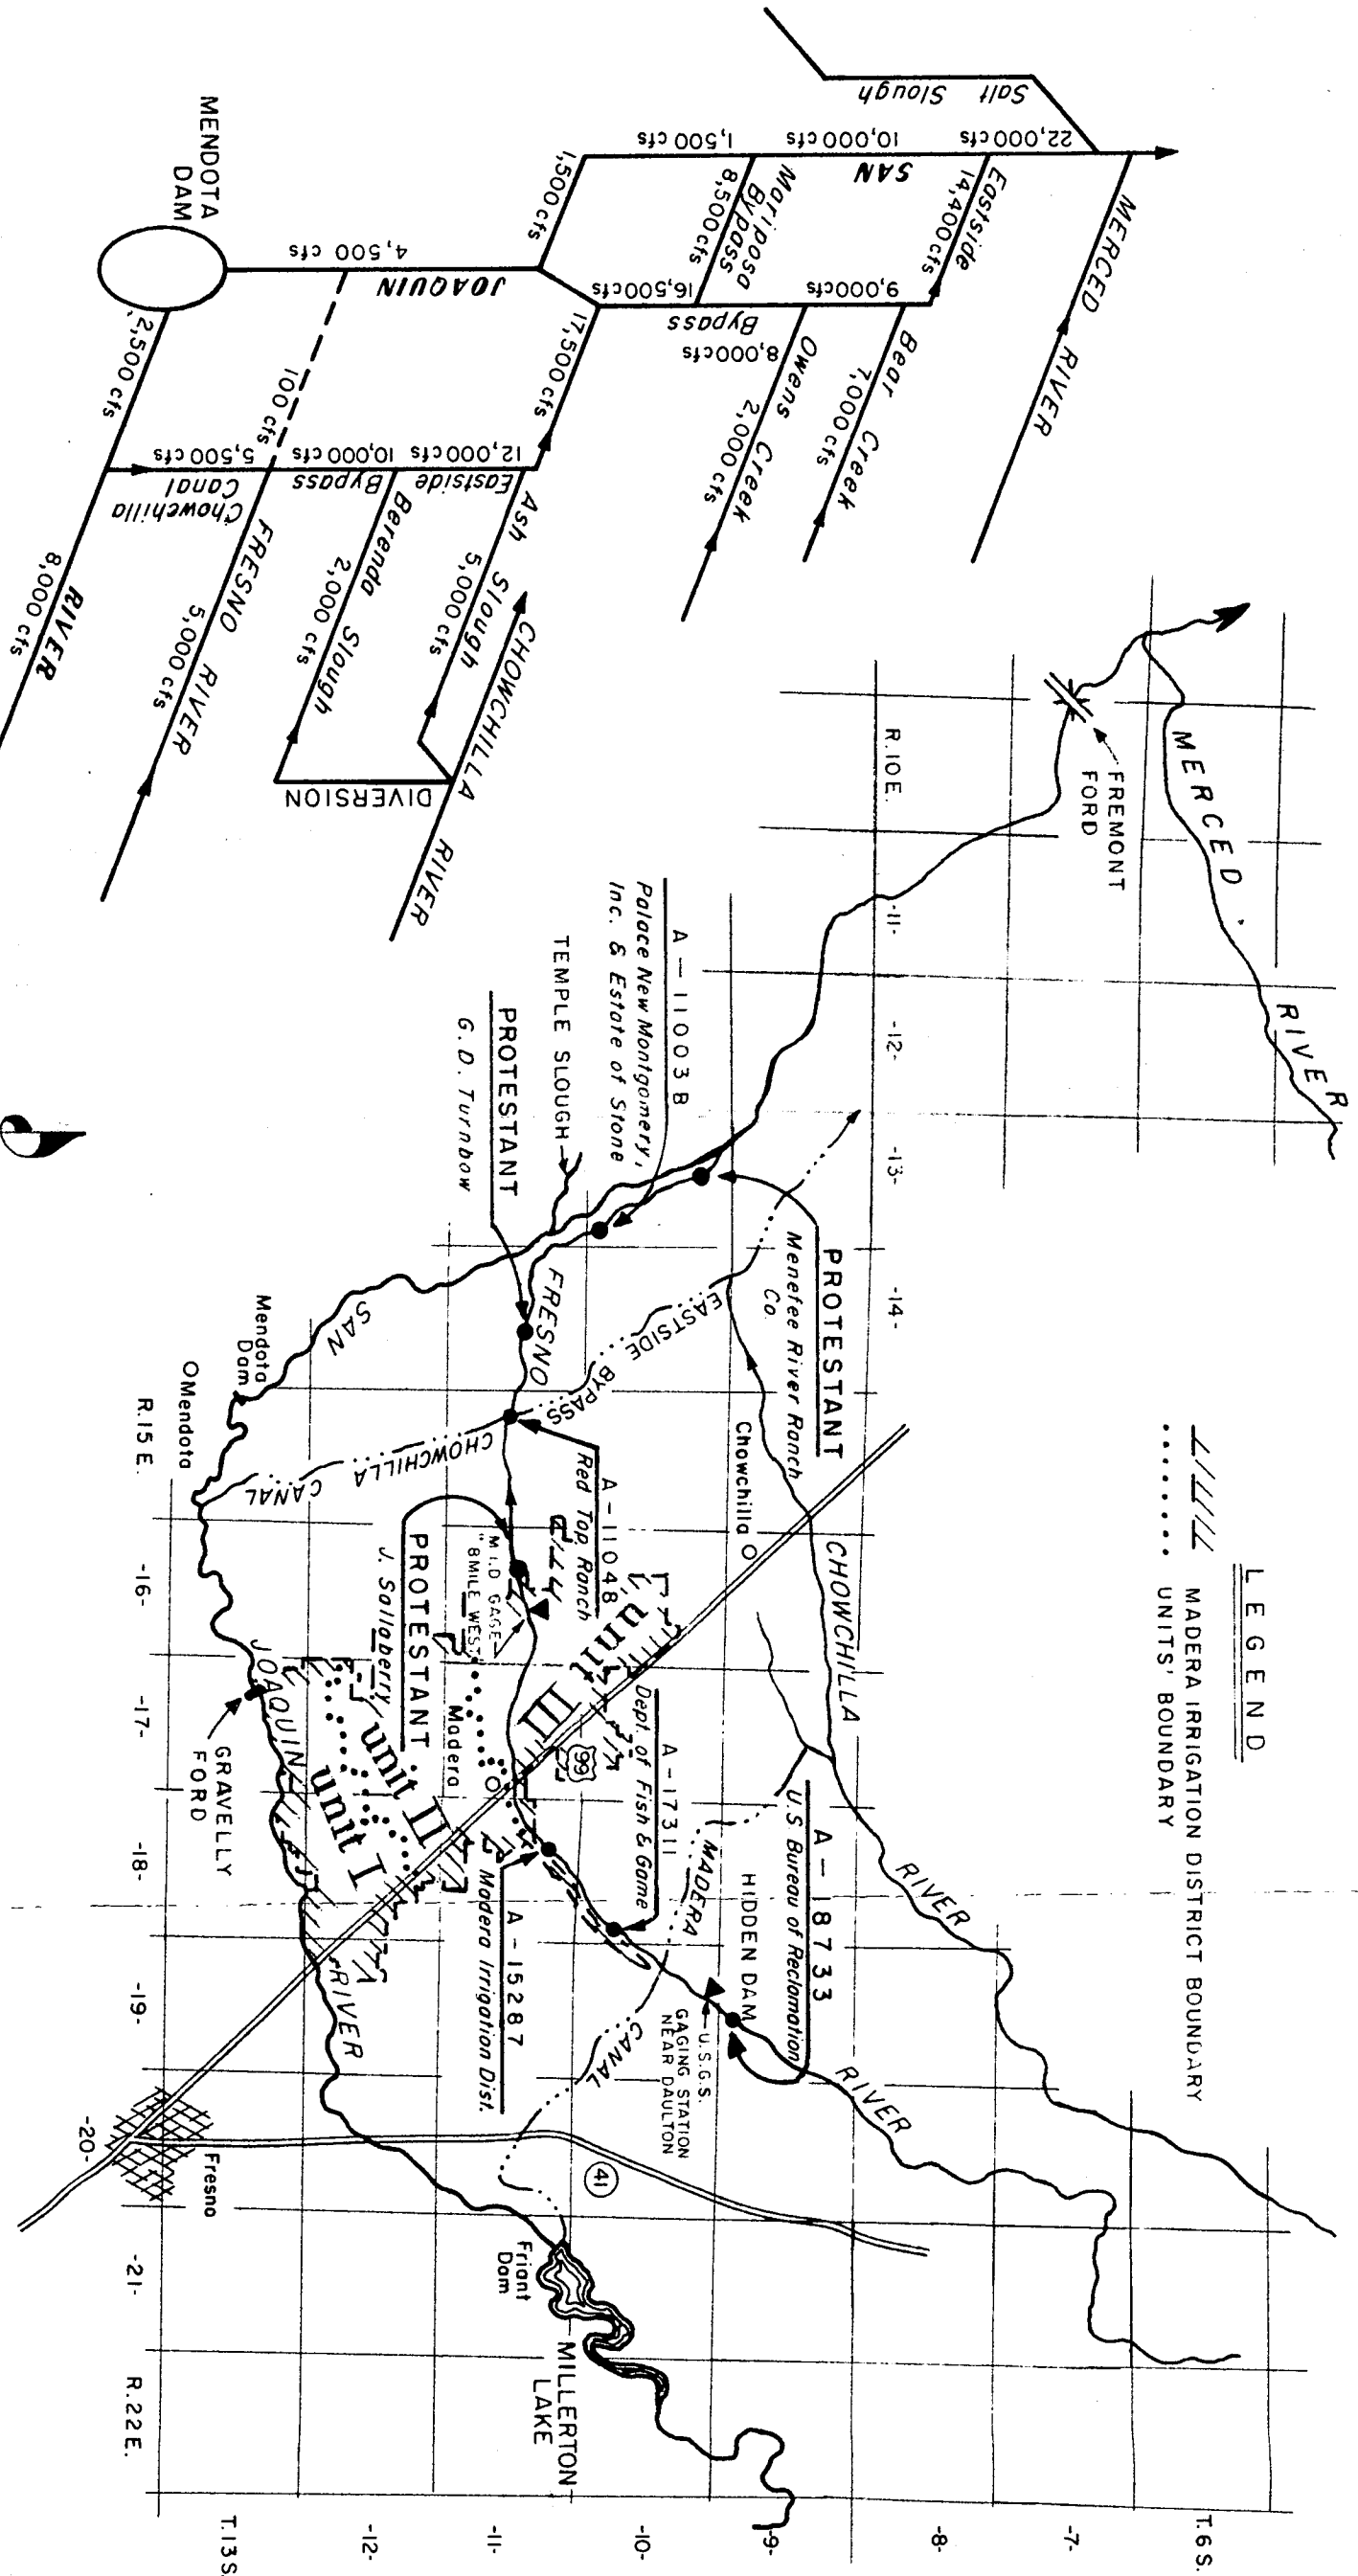 LEGEND
MADERA IRRIGATION DISTRICT BOUNDARY
UNITS' BOUNDARY
MERCED RIVER
Salt Slough
22,000 cfs
10,000 cfs
1,500 cfs
SAN
Eastside
14,400 cfs
Mariposa
Bypass
8,500 cfs
9,000 cfs
Bear Creek
7,000 cfs
Owens Creek
2,000 cfs
8,000 cfs
Bypass
16,500 cfs
1,500 cfs
JOAQUIN
4,500 cfs
MENDOTA
DAM
17,500 cfs
Ash Slough
5,000 cfs
CHOWCHILLA RIVER
DIVERSION
12,000 cfs
Eastside
10,000 cfs
Bypass
Berenda Slough
2,000 cfs
5,500 cfs
Chowchilla
Canal
100 cfs
FRESNO RIVER
5,000 cfs
2,500 cfs
RIVER
8,000 cfs
MERCED RIVER
FREMONT
FORD
R.10E.
-11-
-12-
-13-
-14-
A-11003B
Palace New Montgomery,
Inc. & Estate of Stone
TEMPLE SLOUGH
PROTESTANT
G. D. Turnbow
PROTESTANT
Menefee River Ranch
Co.
FRESNO
EASTSIDE BYPASS
CHOWCHILLA CANAL
SAN
Mendota
Dam
Mendota
R.15E.
-16-
-17-
-18-
-19-
-20-
-21-
R.22E.
Chowchilla
CHOWCHILLA
RIVER
A-11048
Red Top Ranch
M.I.D. GAGE
"8 MILE WEST"
PROTESTANT
J. Sallaberry
unit III
99
Madera
unit II
unit I
JOAQUIN
GRAVELLY
FORD
RIVER
A-17311
Dept. of Fish & Game
A-15287
Madera Irrigation Dist.
A-18733
U.S. Bureau of Reclamation
HIDDEN DAM
MADERA
CANAL
U.S.G.S.
GAGING STATION
NEAR DAULTON
RIVER
41
Fresno
Friant
Dam
MILLERTON
LAKE
T.6S.
-7-
-8-
-9-
-10-
-11-
-12-
T.13S.